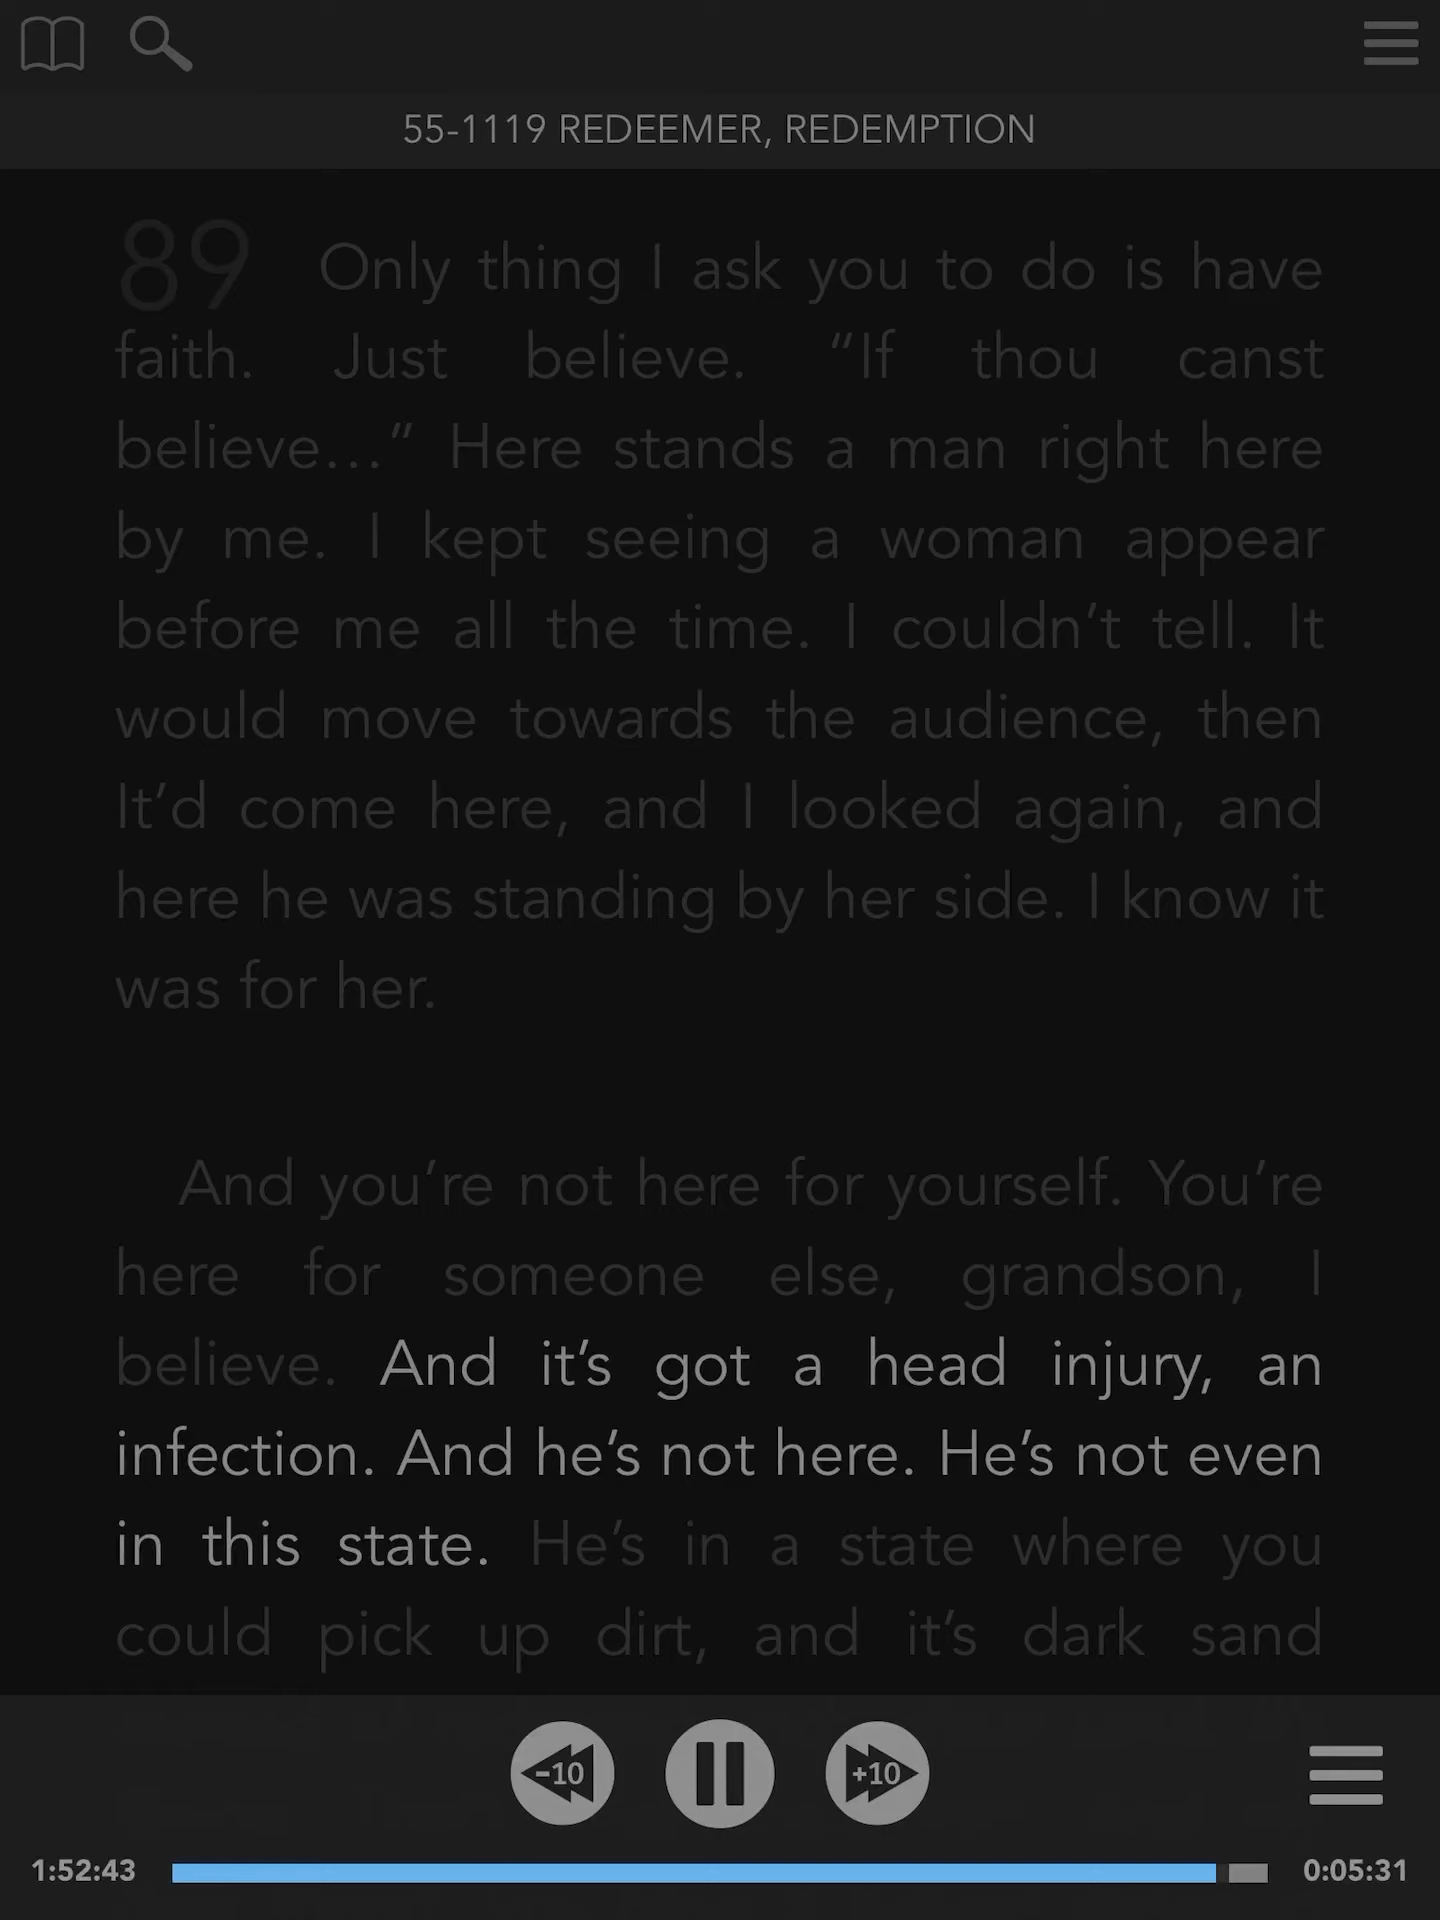 55-1119 REDEEMER, REDEMPTION
89 Only thing I ask you to do is have
faith. Just believe. “If thou canst
believe…” Here stands a man right here
by me. I kept seeing a woman appear
before me all the time. I couldn’t tell. It
would move towards the audience, then
It’d come here, and I looked again, and
here he was standing by her side. I know it
was for her.
And you’re not here for yourself. You’re
here for someone else, grandson, I
believe. And it’s got a head injury, an
infection. And he’s not here. He’s not even
in this state. He’s in a state where you
could pick up dirt, and it’s dark sand
-10 +10
1:52:43 0:05:31